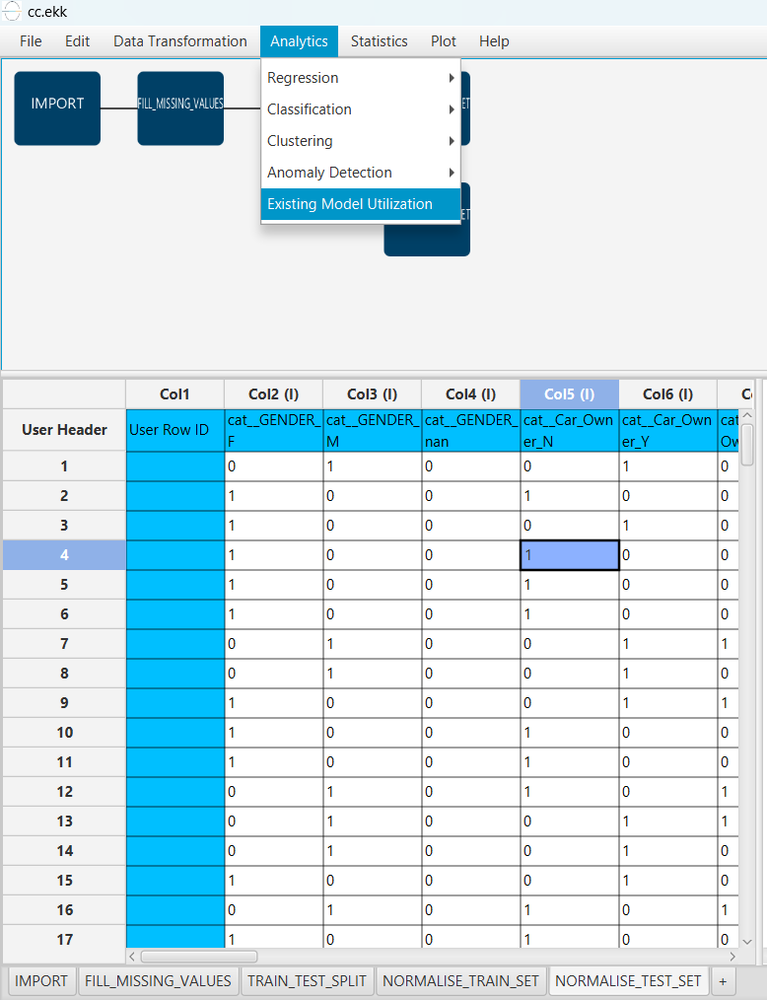 cc.ekk
File Edit Data Transformation Analytics Statistics Plot Help
IMPORT
FILL_MISSING_VALUES
ET
ET
Regression
Classification
Clustering
Anomaly Detection
Existing Model Utilization
Col1 Col2 (I) Col3 (I) Col4 (I) Col5 (I) Col6 (I) C
User Header User Row ID cat__GENDER_F cat__GENDER_M cat__GENDER_nan cat__Car_Owner_N cat__Car_Owner_Y cat Ow
1 0 1 0 0 1 0
2 1 0 0 1 0 0
3 1 0 0 0 1 0
4 1 0 0 1 0 0
5 1 0 0 1 0 0
6 1 0 0 1 0 0
7 0 1 0 0 1 1
8 0 1 0 0 1 0
9 1 0 0 0 1 1
10 1 0 0 1 0 0
11 1 0 0 1 0 0
12 0 1 0 1 0 1
13 0 1 0 0 1 1
14 0 1 0 0 1 0
15 1 0 0 0 1 0
16 0 1 0 1 0 1
17 1 0 0 1 0 0
IMPORT FILL_MISSING_VALUES TRAIN_TEST_SPLIT NORMALISE_TRAIN_SET NORMALISE_TEST_SET +